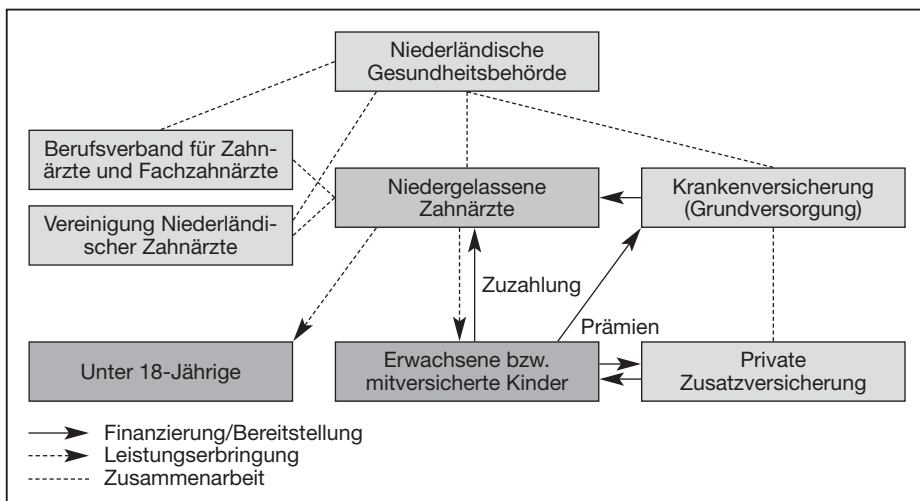 Niederländische
Gesundheitsbehörde
Berufsverband für Zahn-
ärzte und Fachzahnärzte
Vereinigung Niederländi-
scher Zahnärzte
Niedergelassene
Zahnärzte
Krankenversicherung
(Grundversorgung)
Zuzahlung
Prämien
Unter 18-Jährige
Erwachsene bzw.
mitversicherte Kinder
Private
Zusatzversicherung
Finanzierung/Bereitstellung
Leistungserbringung
Zusammenarbeit